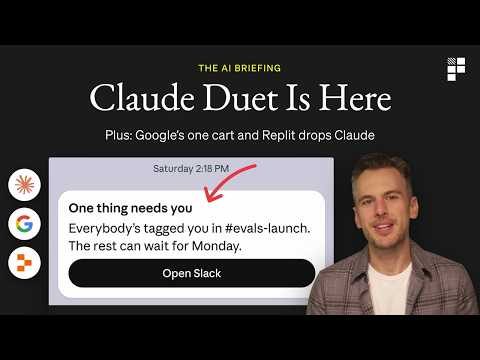 THE AI BRIEFING
Claude Duet Is Here
Plus: Google's one cart and Replit drops Claude
Saturday 2:18 PM
One thing needs you
Everybody's tagged you in #evals-launch.
The rest can wait for Monday.
Open Slack